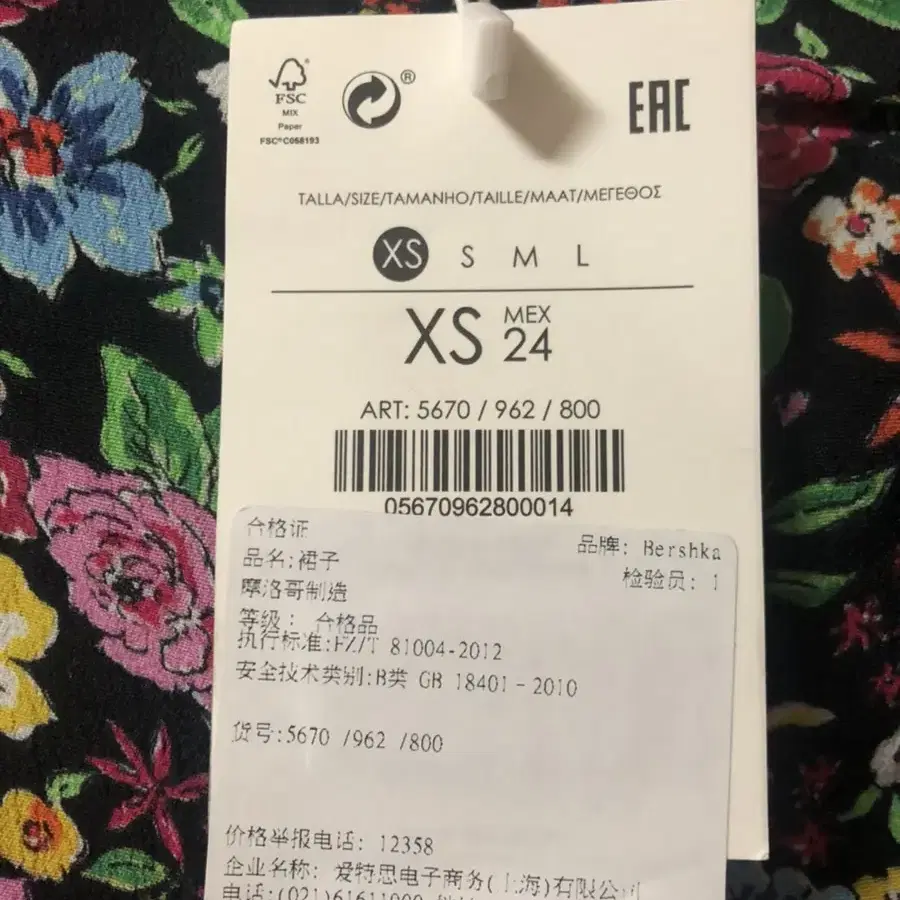 FSC
MIX
Paper
FSC® C068193
®
EAC
TALLA/SIZE/TAMANHO/TAILLE/MAAT/ΜΕΓΕΘΟΣ
XS S M L
XS MEX 24
ART: 5670 / 962 / 800
05670962800014
合格证
品牌: Bershka
品名:裙子
检验员: 1
摩洛哥制造
等级: 合格品
执行标准:FZ/T 81004-2012
安全技术类别:B类 GB 18401-2010
货号:5670 /962 /800
价格举报电话: 12358
企业名称: 爱特思电子商务(上海)有限公司
电话:(021)61611900